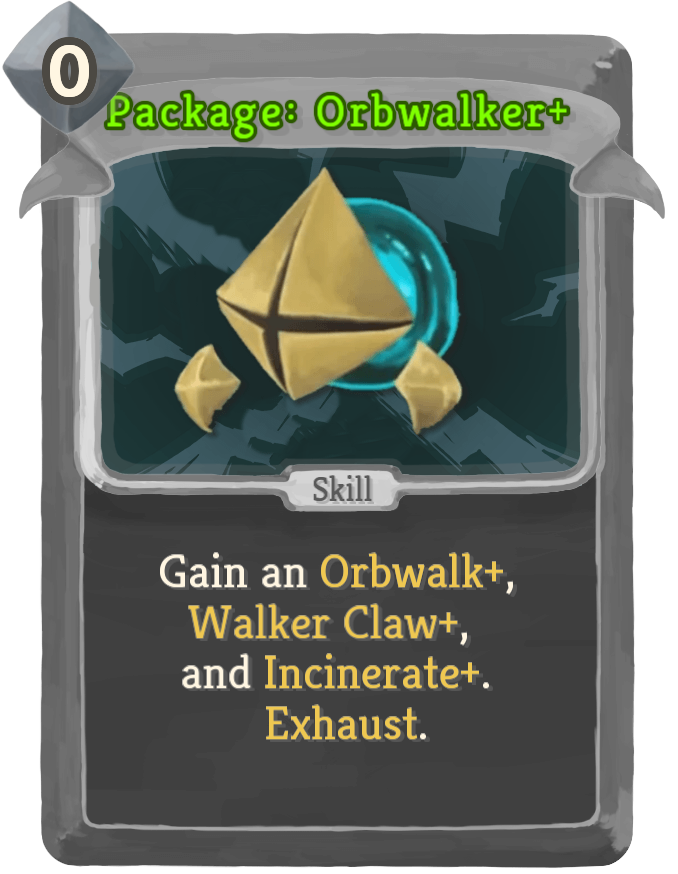 0
Package: Orbwalker+
Skill
Gain an Orbwalk+,
Walker Claw+,
and Incinerate+.
Exhaust.